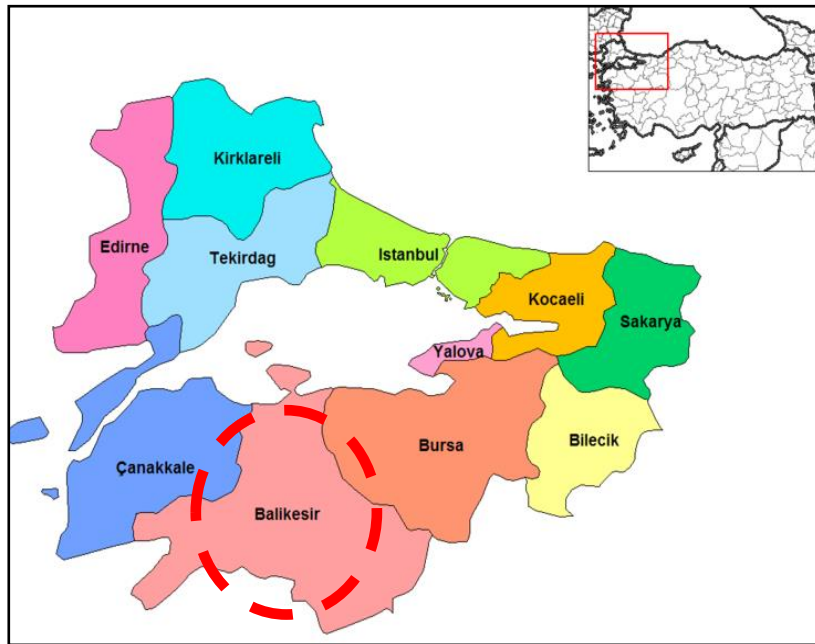 Kirklareli
Edirne
Tekirdag
Istanbul
Kocaeli
Sakarya
Yalova
Bursa
Bilecik
Çanakkale
Balikesir